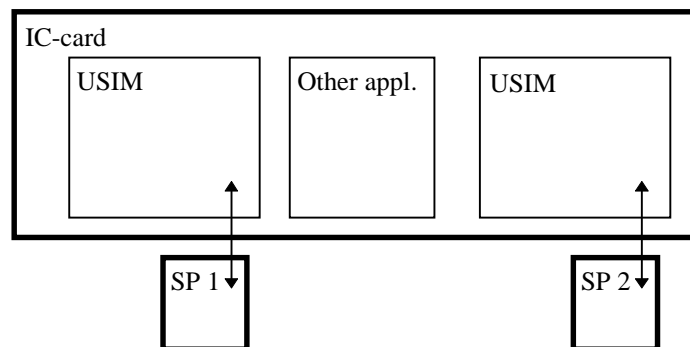 IC-card
USIM
Other appl.
USIM
SP 1
SP 2